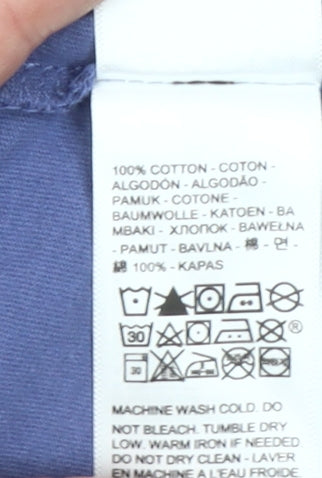 100% COTTON - COTON -
ALGODÓN - ALGODÃO -
PAMUK - COTONE -
BAUMWOLLE - KATOEN - BA
MBAKI - ХЛОПОК - BAWEŁNA
- PAMUT - BAVLNA - 棉 - 면 -
綿 100% - KAPAS
30 ®
30
MACHINE WASH COLD. DO
NOT BLEACH. TUMBLE DRY
LOW. WARM IRON IF NEEDED.
DO NOT DRY CLEAN - LAVER
EN MACHINE A L'EAU FROIDE.